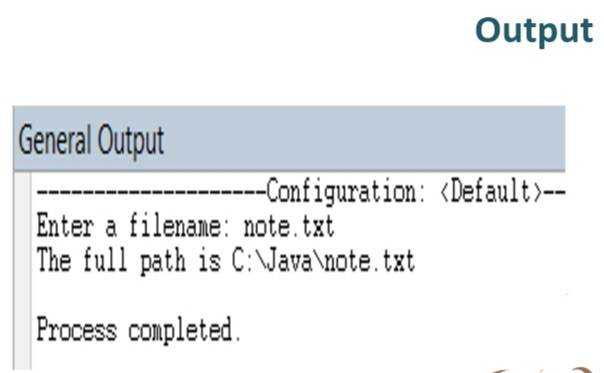 Output
General Output
--------------------Configuration: <Default>--
Enter a filename: note.txt
The full path is C:\Java\note.txt
Process completed.